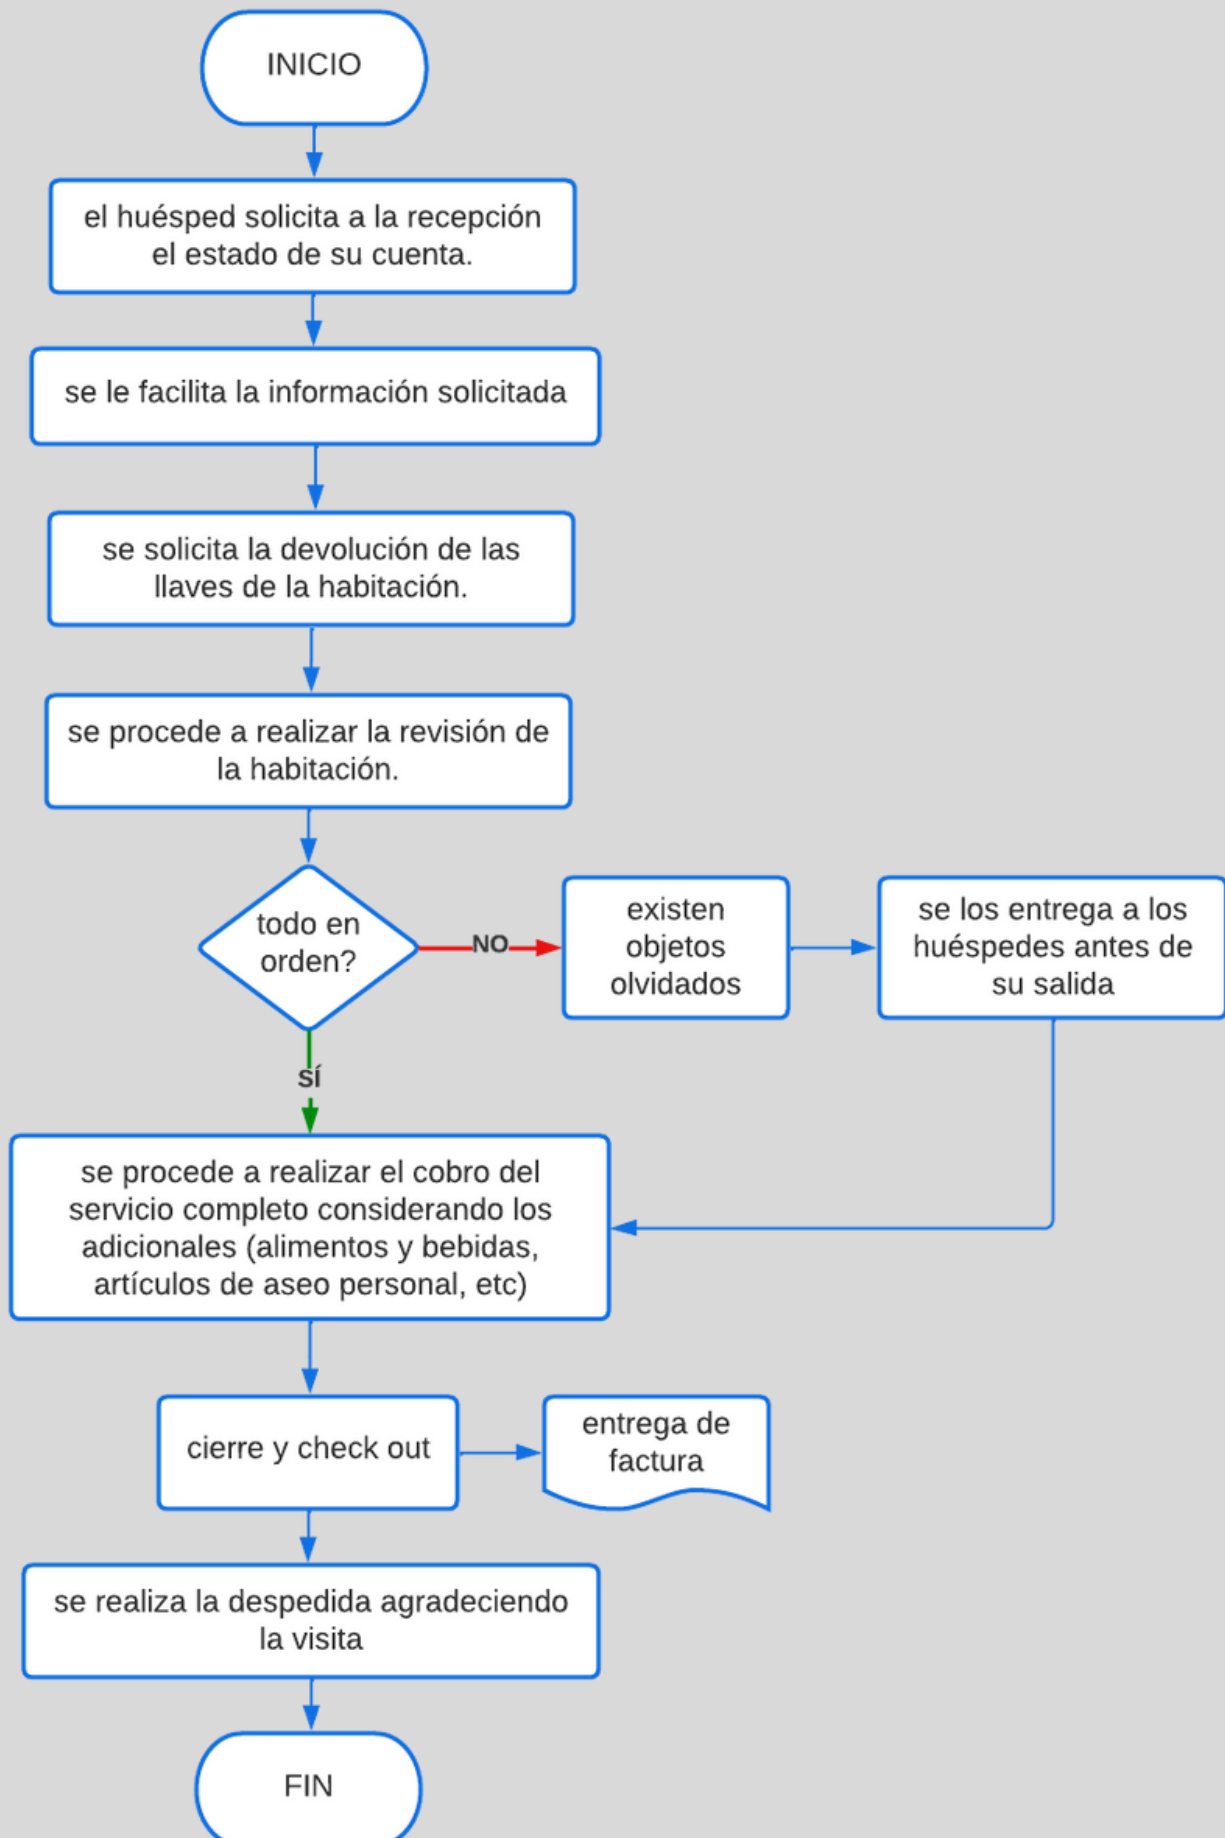 INICIO
el huésped solicita a la recepción
el estado de su cuenta.
se le facilita la información solicitada
se solicita la devolución de las
llaves de la habitación.
se procede a realizar la revisión de
la habitación.
todo en
orden?
NO
existen
objetos
olvidados
se los entrega a los
huéspedes antes de
su salida
SÍ
se procede a realizar el cobro del
servicio completo considerando los
adicionales (alimentos y bebidas,
artículos de aseo personal, etc)
cierre y check out
entrega de
factura
se realiza la despedida agradeciendo
la visita
FIN